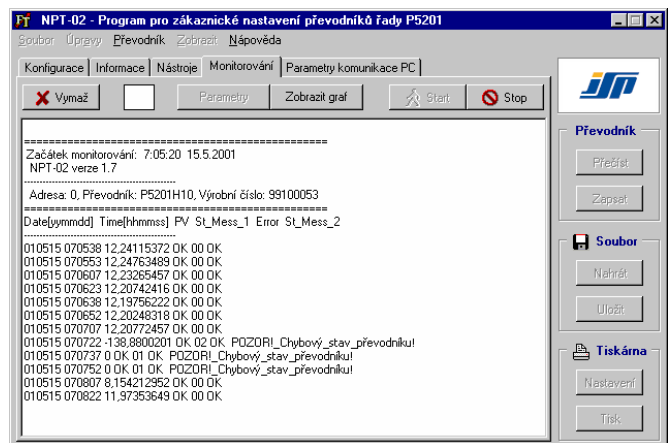 NPT-02 - Program pro zákaznické nastavení převodníků řady P5201
Soubor Úpravy Převodník Zobrazit Nápověda
Konfigurace Informace Nástroje Monitorování Parametry komunikace PC
Vymaž Parametry Zobrazit graf Start Stop
==================================================
Začátek monitorování: 7:05:20 15.5.2001
NPT-02 verze 1.7
--------------------------------------------------
Adresa: 0, Převodník: P5201H10, Výrobní číslo: 99100053
==================================================
Date[yymmdd] Time[hhmmss] PV St_Mess_1 Error St_Mess_2
--------------------------------------------------
010515 070538 12,24115372 OK 00 OK
010515 070553 12,24763489 OK 00 OK
010515 070607 12,23265457 OK 00 OK
010515 070623 12,20742416 OK 00 OK
010515 070638 12,19756222 OK 00 OK
010515 070652 12,20248318 OK 00 OK
010515 070707 12,20772457 OK 00 OK
010515 070722 -138,8800201 OK 02 OK POZOR!_Chybový_stav_převodníku!
010515 070737 0 OK 01 OK POZOR!_Chybový_stav_převodníku!
010515 070752 0 OK 01 OK POZOR!_Chybový_stav_převodníku!
010515 070807 8,154212952 OK 00 OK
010515 070822 11,97353649 OK 00 OK
JSP
Převodník
Přečíst
Zapsat
Soubor
Nahrát
Uložit
Tiskárna
Nastavení
Tisk